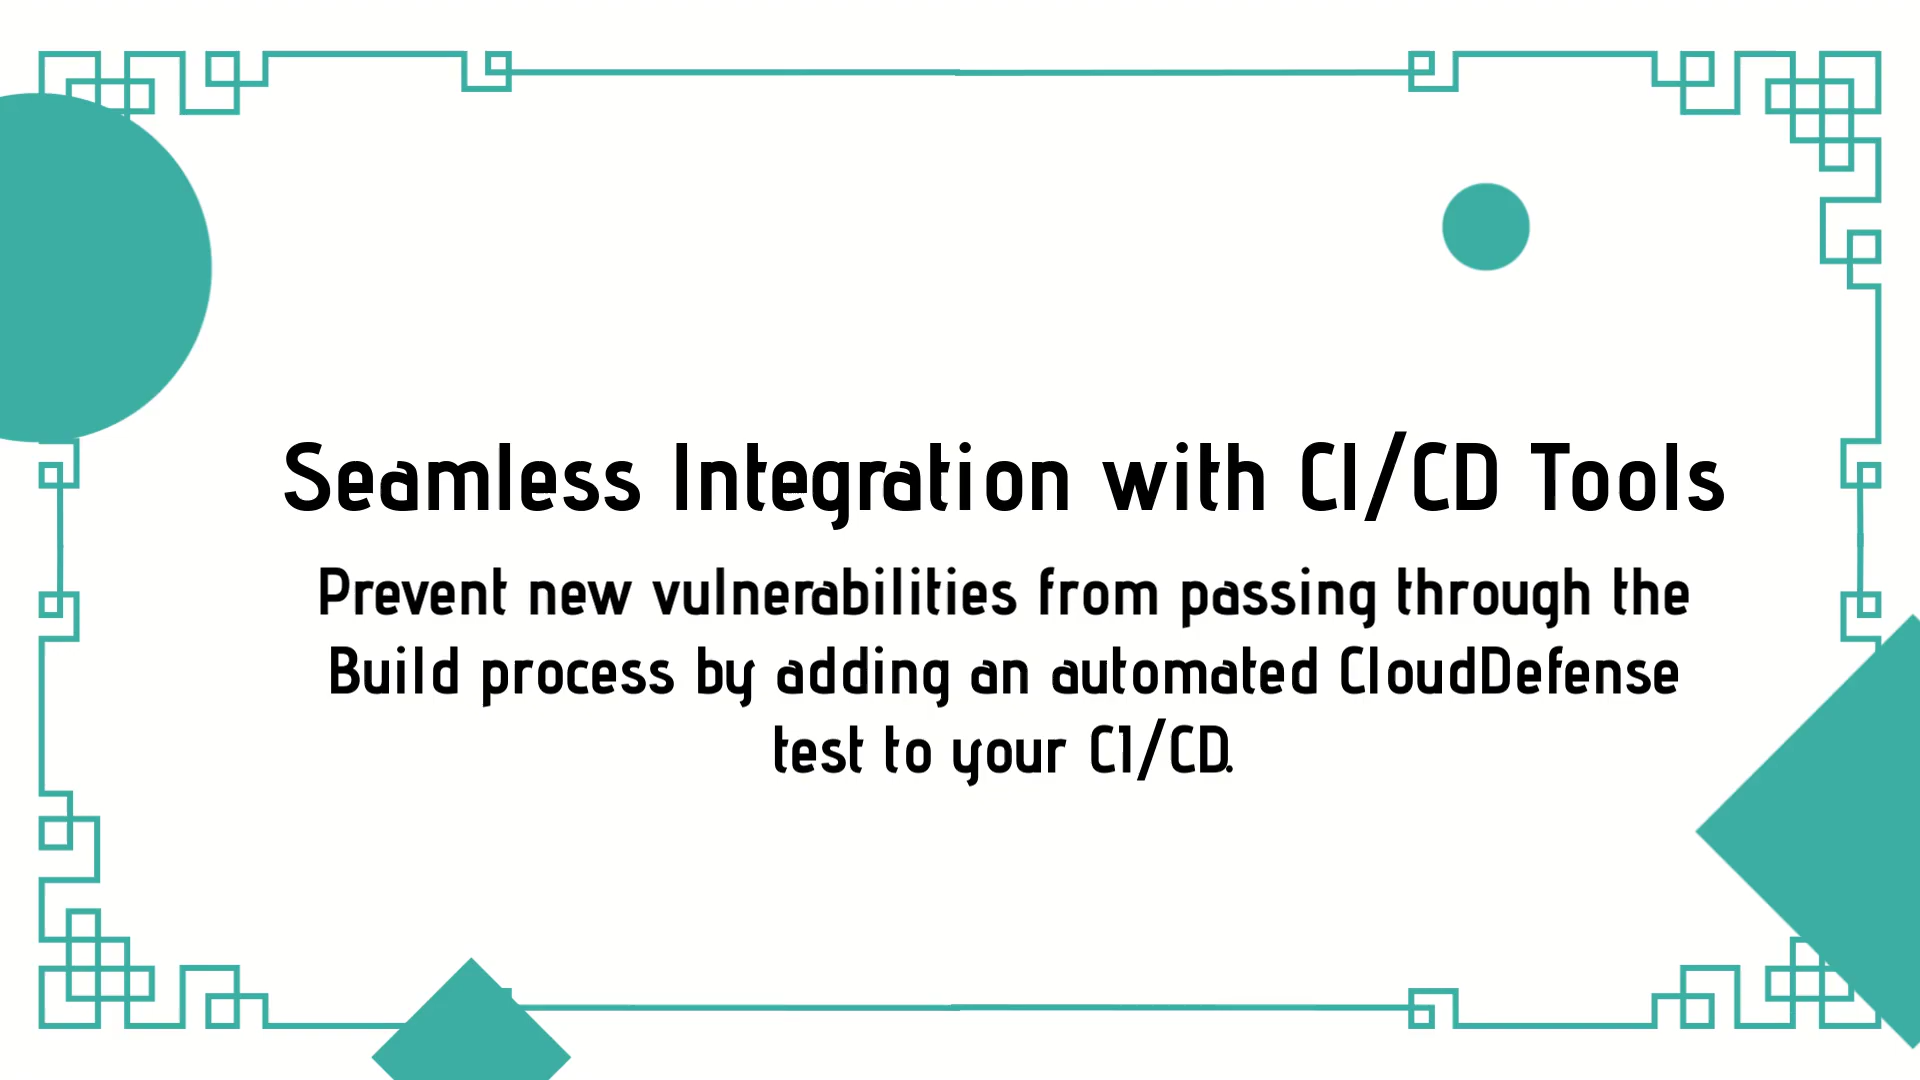 Seamless Integration with CI/CD Tools
Prevent new vulnerabilities from passing through the
Build process by adding an automated CloudDefense
test to your CI/CD.